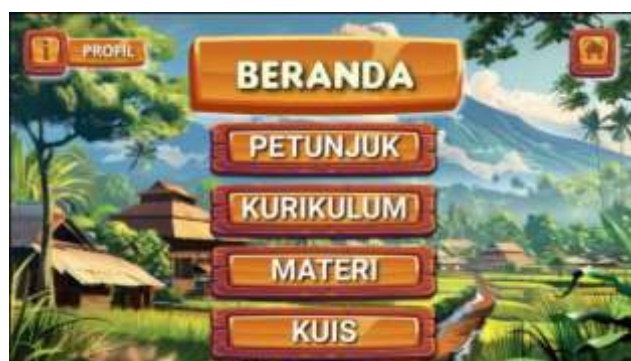 PROFIL
BERANDA
PETUNJUK
KURIKULUM
MATERI
KUIS